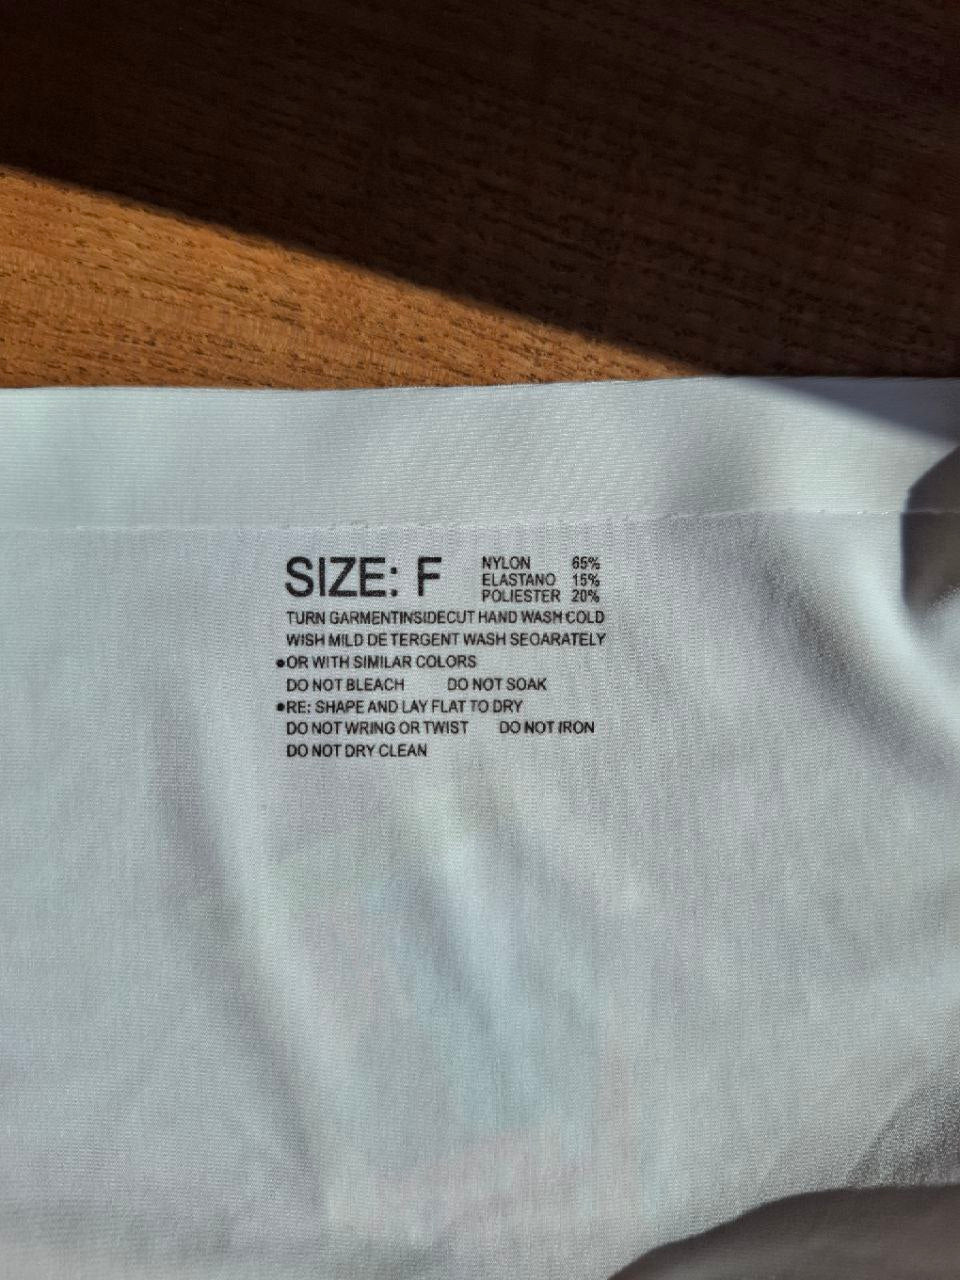 SIZE: F
NYLON 65%
ELASTANO 15%
POLIESTER 20%
TURN GARMENTINSIDECUT HAND WASH COLD
WISH MILD DE TERGENT WASH SEOARATELY
●OR WITH SIMILAR COLORS
DO NOT BLEACH DO NOT SOAK
●RE: SHAPE AND LAY FLAT TO DRY
DO NOT WRING OR TWIST DO NOT IRON
DO NOT DRY CLEAN